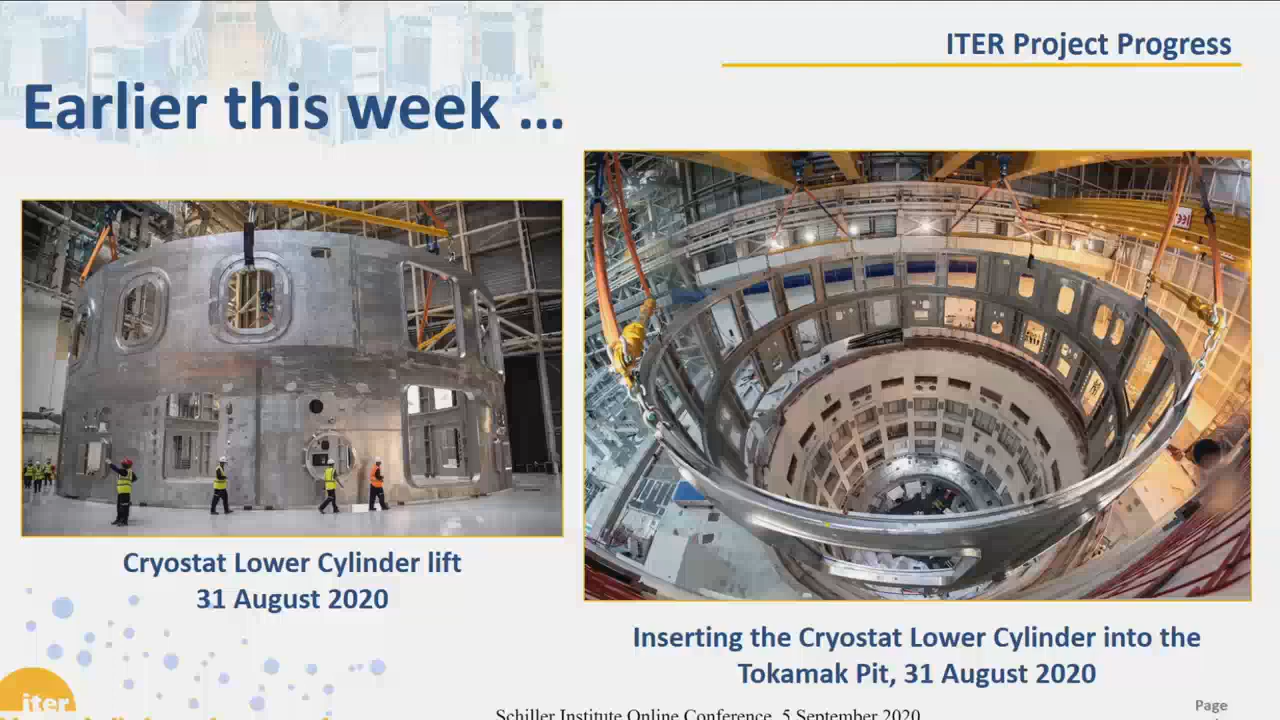 ITER Project Progress
Earlier this week ...
Cryostat Lower Cylinder lift
31 August 2020
Inserting the Cryostat Lower Cylinder into the
Tokamak Pit, 31 August 2020
iter
Page
Schiller Institute Online Conference, 5 September 2020